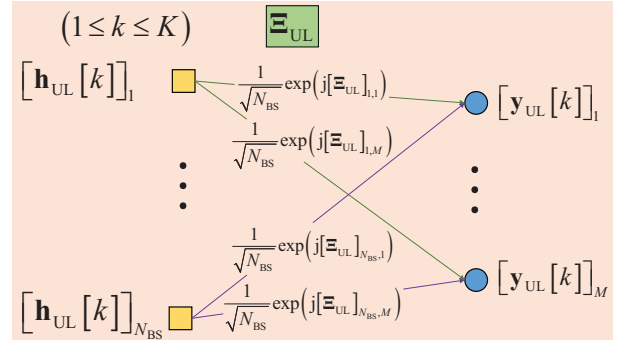 (1 ≤ k ≤ K) Ξ_UL
[h_UL[k]]_1
1/√N_BS exp(j[Ξ_UL]_{1,1})
[y_UL[k]]_1
1/√N_BS exp(j[Ξ_UL]_{1,M})
1/√N_BS exp(j[Ξ_UL]_{N_BS,1})
[h_UL[k]]_{N_BS}
1/√N_BS exp(j[Ξ_UL]_{N_BS,M})
[y_UL[k]]_M